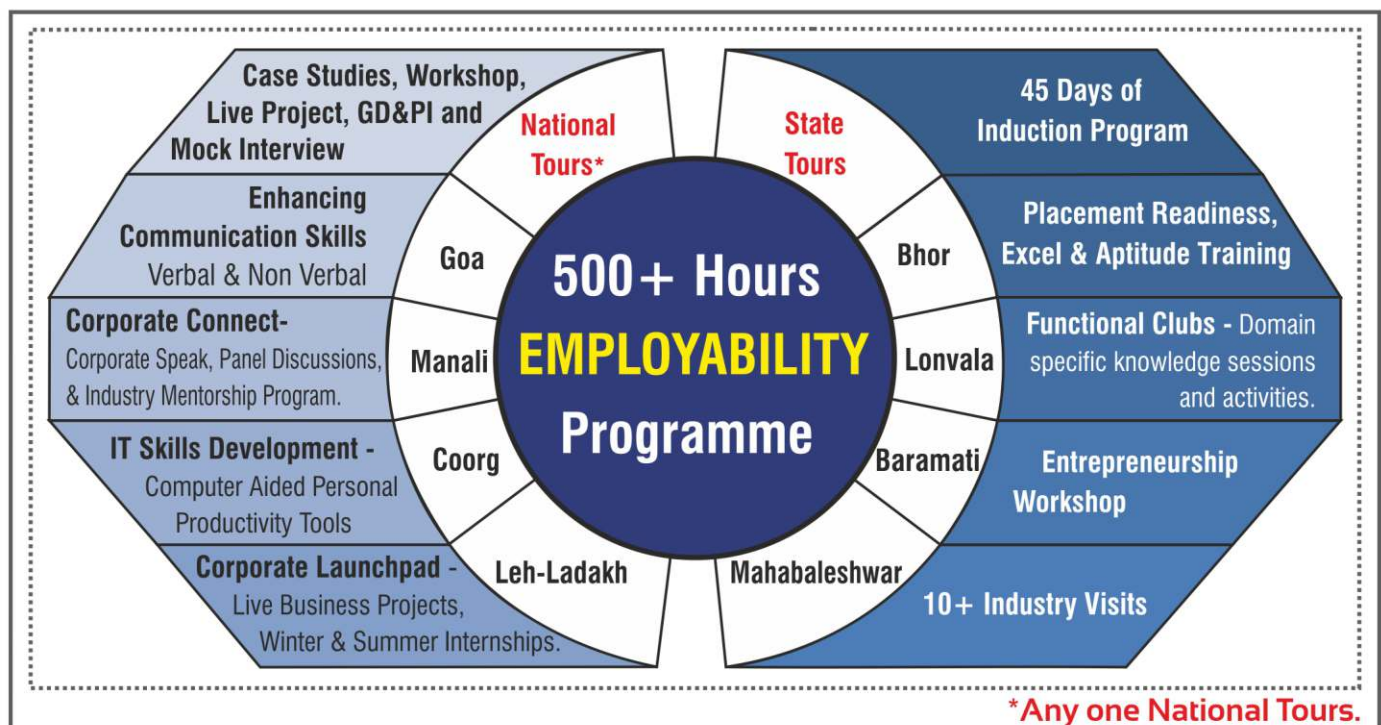 Case Studies, Workshop,
Live Project, GD&PI and
Mock Interview
Enhancing
Communication Skills
Verbal & Non Verbal
Corporate Connect-
Corporate Speak, Panel Discussions,
& Industry Mentorship Program.
IT Skills Development -
Computer Aided Personal
Productivity Tools
Corporate Launchpad -
Live Business Projects,
Winter & Summer Internships.
National
Tours*
Goa
Manali
Coorg
Leh-Ladakh
500+ Hours
EMPLOYABILITY
Programme
State
Tours
Bhor
Lonvala
Baramati
Mahabaleshwar
45 Days of
Induction Program
Placement Readiness,
Excel & Aptitude Training
Functional Clubs - Domain
specific knowledge sessions
and activities.
Entrepreneurship
Workshop
10+ Industry Visits
*Any one National Tours.